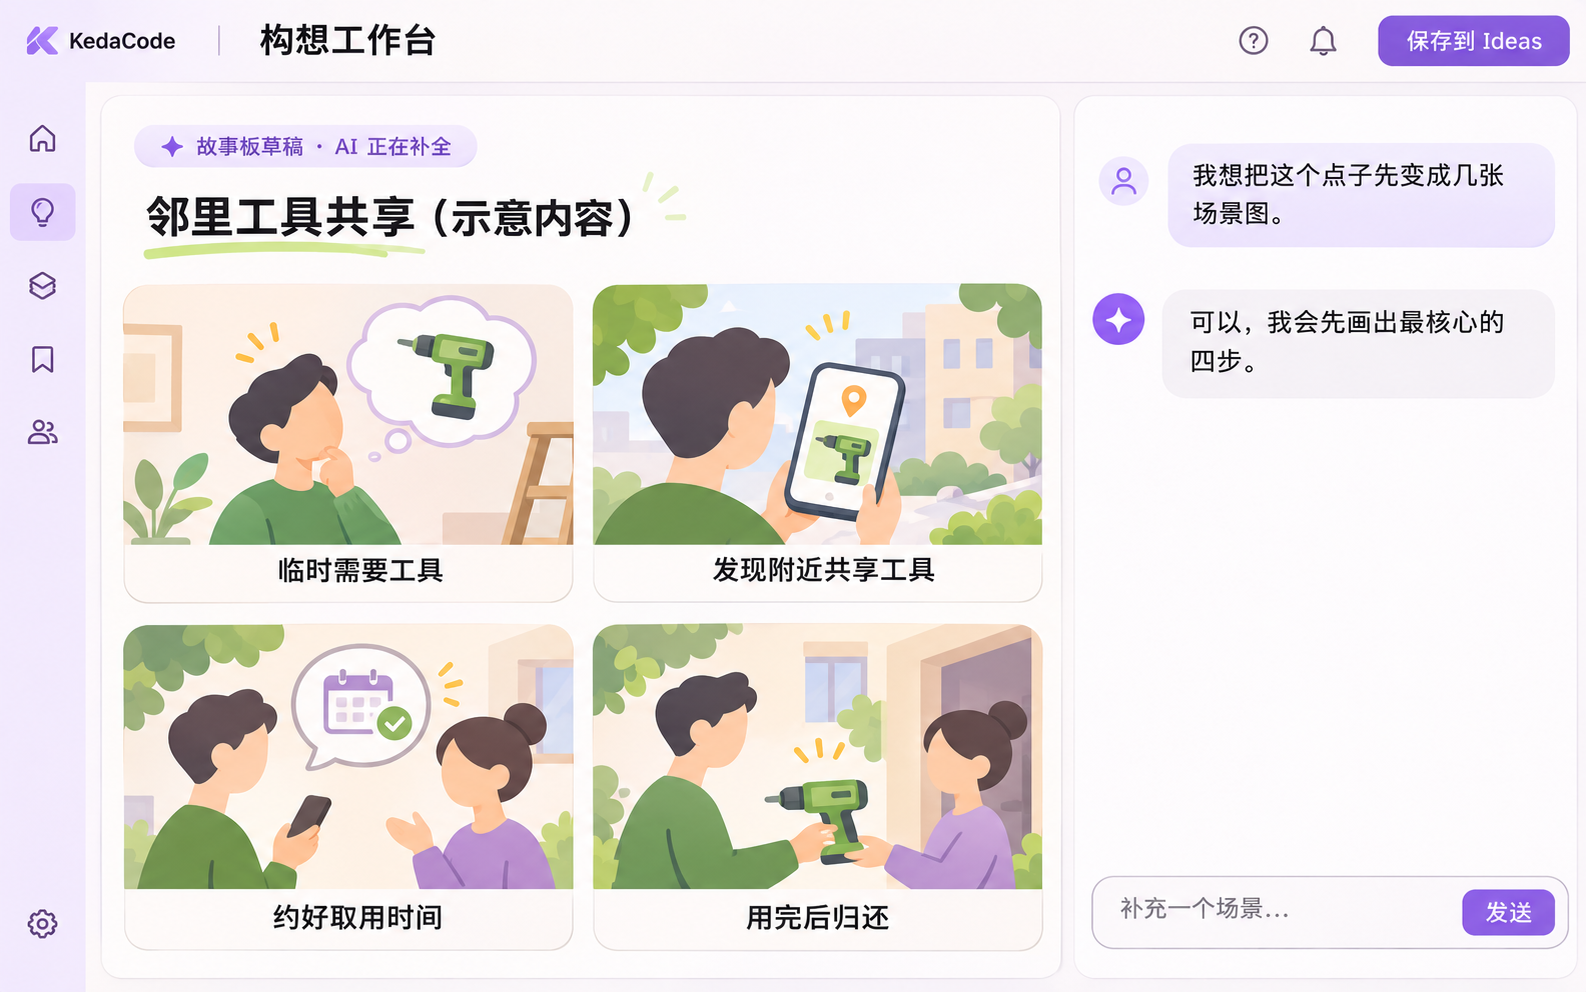 KedaCode
构想工作台
保存到 Ideas
故事板草稿 · AI 正在补全
邻里工具共享（示意内容）
临时需要工具
发现附近共享工具
约好取用时间
用完后归还
我想把这个点子先变成几张
场景图。
可以，我会先画出最核心的
四步。
补充一个场景...
发送